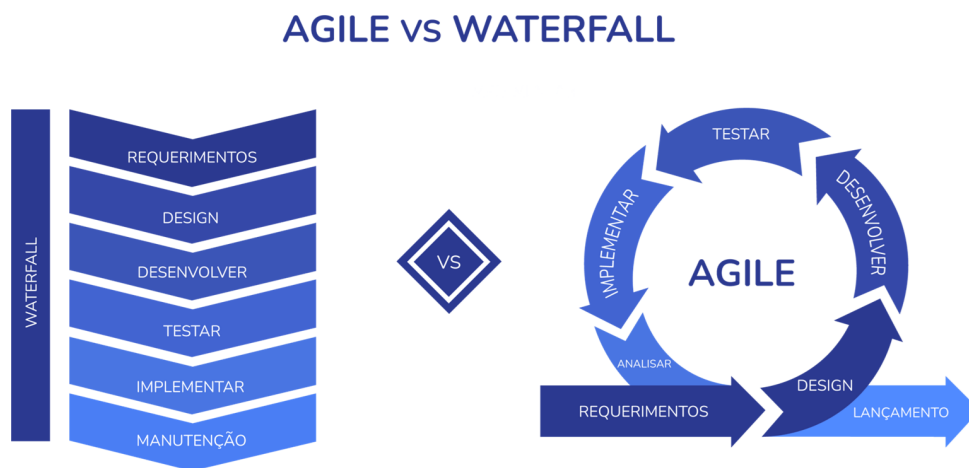 AGILE VS WATERFALL
WATERFALL
REQUERIMENTOS
DESIGN
DESENVOLVER
TESTAR
IMPLEMENTAR
MANUTENÇÃO
VS
AGILE
REQUERIMENTOS
DESIGN
DESENVOLVER
TESTAR
IMPLEMENTAR
ANALISAR
LANÇAMENTO